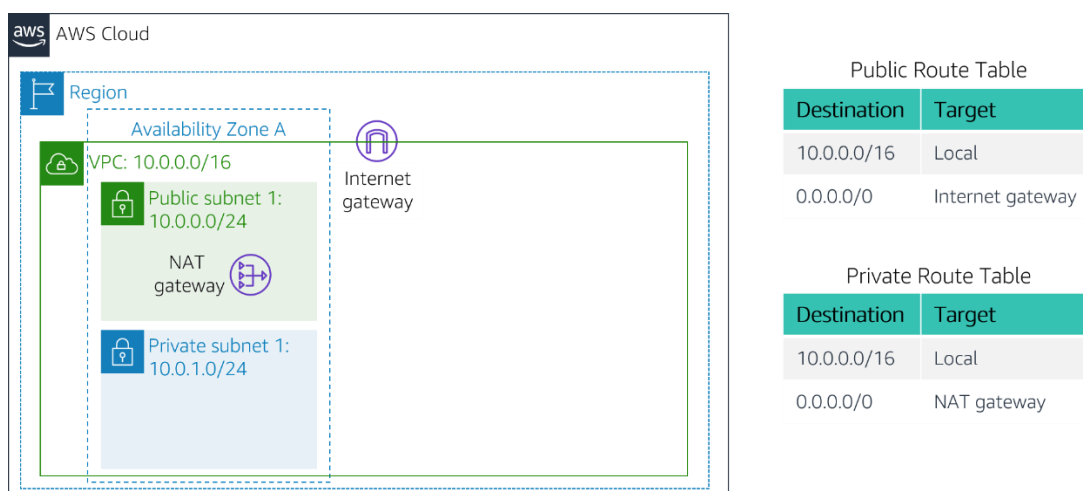 aws AWS Cloud
Region
Availability Zone A
VPC: 10.0.0.0/16
Public subnet 1:
10.0.0.0/24
NAT
gateway
Internet
gateway
Private subnet 1:
10.0.1.0/24
Public Route Table
Destination Target
10.0.0.0/16 Local
0.0.0.0/0 Internet gateway
Private Route Table
Destination Target
10.0.0.0/16 Local
0.0.0.0/0 NAT gateway